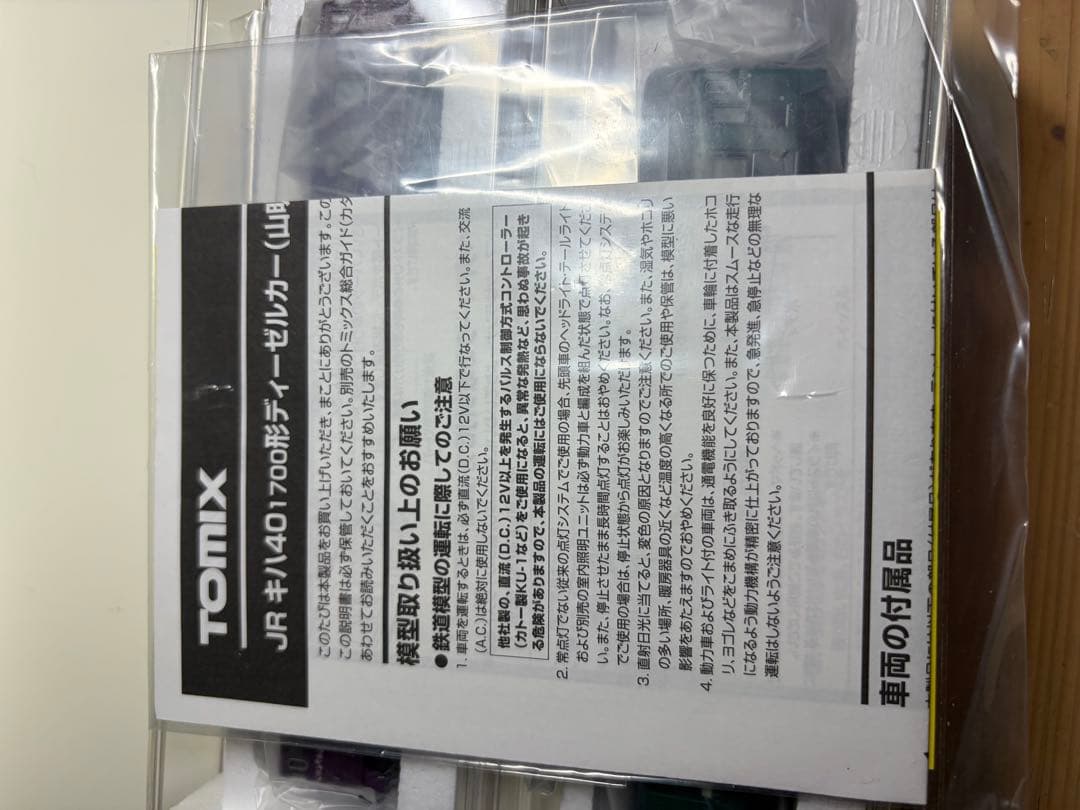 TOMIX
JR キハ40 1700形ディーゼルカー(山
このたびは本製品をお買い上げいただき、まことにありがとうございます。この
この説明書は必ず保管しておいてください。別売のトミックス総合ガイド(カタ
あわせてお読みいただくことをおすすめいたします。
模型取り扱い上のお願い
●鉄道模型の運転に際してのご注意
1. 車両を運転するときは、必ず直流(D.C.)12V以下で行なってください。また、交流
(A.C.)は絶対に使用しないでください。
他社製の、直流(D.C.)12V以上を発生するパルス制御方式コントローラー
(カトー製KU-1など)をご使用になると、異常な発熱など、思わぬ事故が起き
る危険がありますので、本製品の運転にはご使用にならないでください。
2. 常点灯でない従来の点灯システムでご使用の場合、先頭車のヘッドライト・テールライト
および別売の室内照明ユニットは必ず動力車と編成を組んだ状態で点灯させてくださ
い。また、停止させたまま長時間点灯することはおやめください。なお、常点灯システ
でご使用の場合は、停止状態から点灯がお楽しみいただけます。
3. 直射日光に当てると、変色の原因となりますのでご注意ください。また、湿気やホコリ
の多い場所、暖房器具の近くなど温度の高くなる所でのご使用や保管は、模型に悪い
影響をあたえますのでおやめください。
4. 動力車およびライト付の車両は、通電機能を良好に保つために、車輪に付着したホコ
リ、ヨゴレなどをこまめにふき取るようにしてください。また、本製品はスムースな走行
になるよう動力機構が精密に仕上がっておりますので、急発進、急停止などの無理な
運転はしないようご注意ください。
車両の付属品